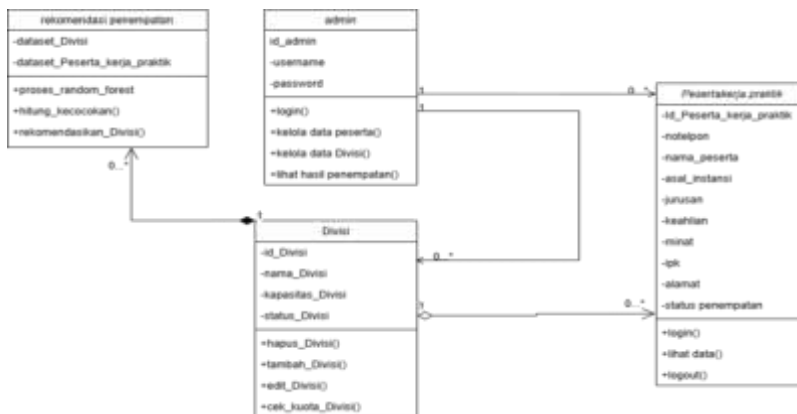 rekomendasi penempatan
-dataset_Divisi
-dataset_Peserta_kerja_praktik
+proses_random_forest
+hitung_kecocokan()
+rekomendasikan_Divisi()
0...*
admin
id_admin
-username
-password
+login()
+kelola data peserta()
+kelola data Divisi()
+lihat hasil penempatan()
1
0...*
1
0...*
Pesertakerja praktik
-Id_Peserta_kerja_praktik
-notelpon
-nama_peserta
-asal_instansi
-jurusan
-keahlian
-minat
-ipk
-alamat
-status penempatan
+login()
+lihat data()
+logout()
1
Divisi
-id_Divisi
-nama_Divisi
-kapasitas_Divisi
-status_Divisi
+hapus_Divisi()
+tambah_Divisi()
+edit_Divisi()
+cek_kuota_Divisi()
1
0...*